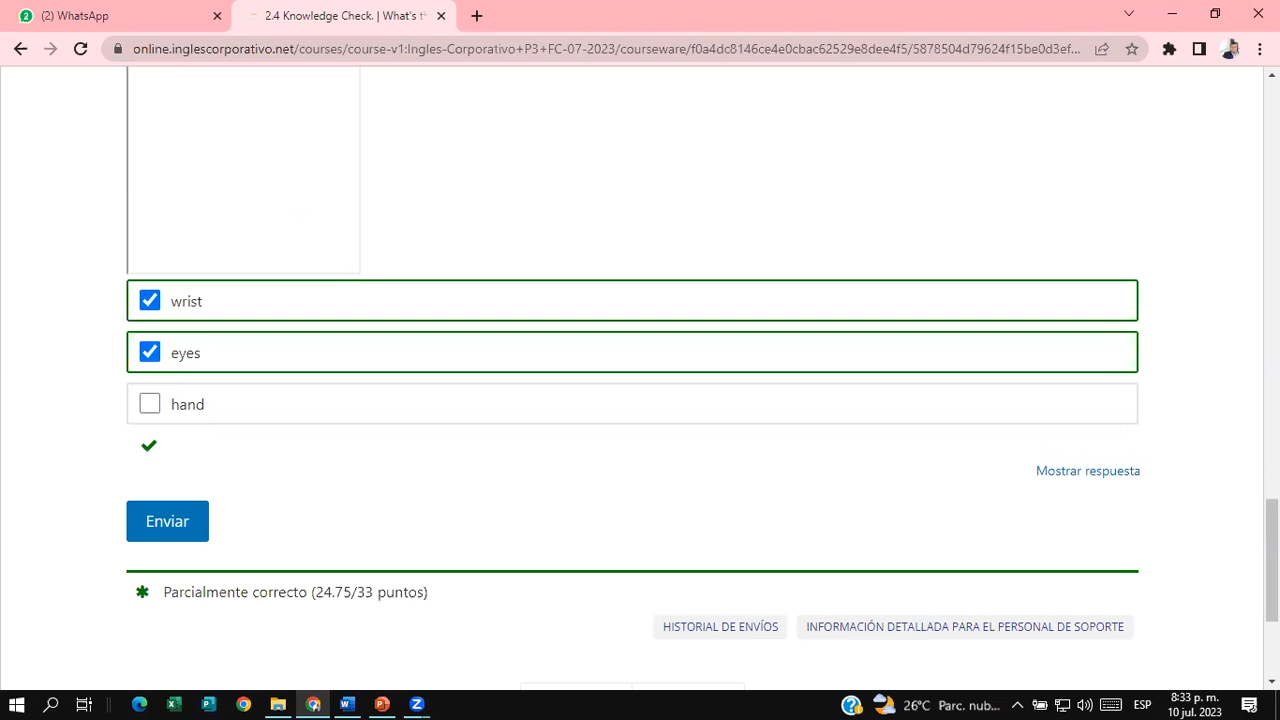 (2) WhatsApp
2.4 Knowledge Check. | What's t
online.inglescorporativo.net/courses/course-v1:Ingles-Corporativo+P3+FC-07-2023/courseware/f0a4dc8146ce4e0cbac62529e8dee4f5/5878504d79624f15be0d3ef...
wrist
eyes
hand
Mostrar respuesta
Enviar
Parcialmente correcto (24.75/33 puntos)
HISTORIAL DE ENVÍOS
INFORMACIÓN DETALLADA PARA EL PERSONAL DE SOPORTE
26°C Parc. nub...
ESP
8:33 p. m.
10 jul. 2023